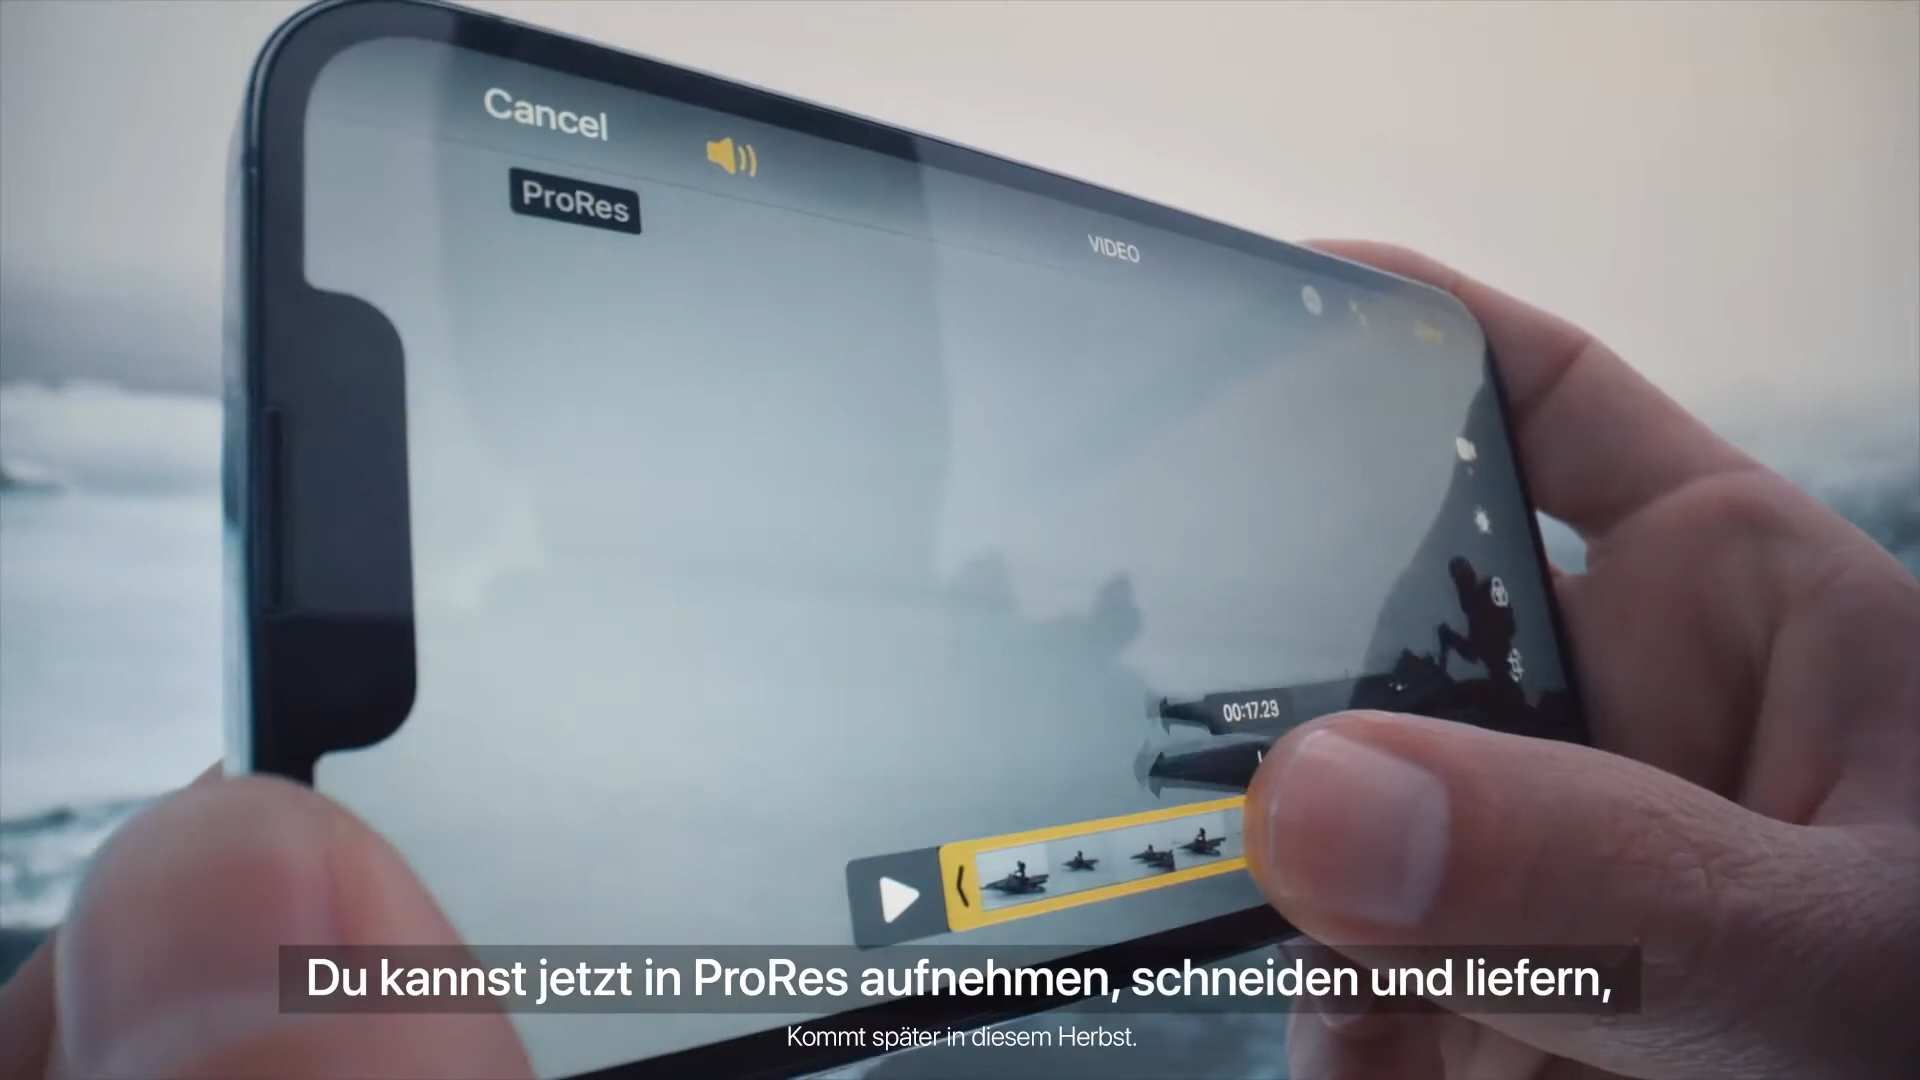 Cancel
ProRes
VIDEO
00:17.29
Du kannst jetzt in ProRes aufnehmen, schneiden und liefern,
Kommt später in diesem Herbst.